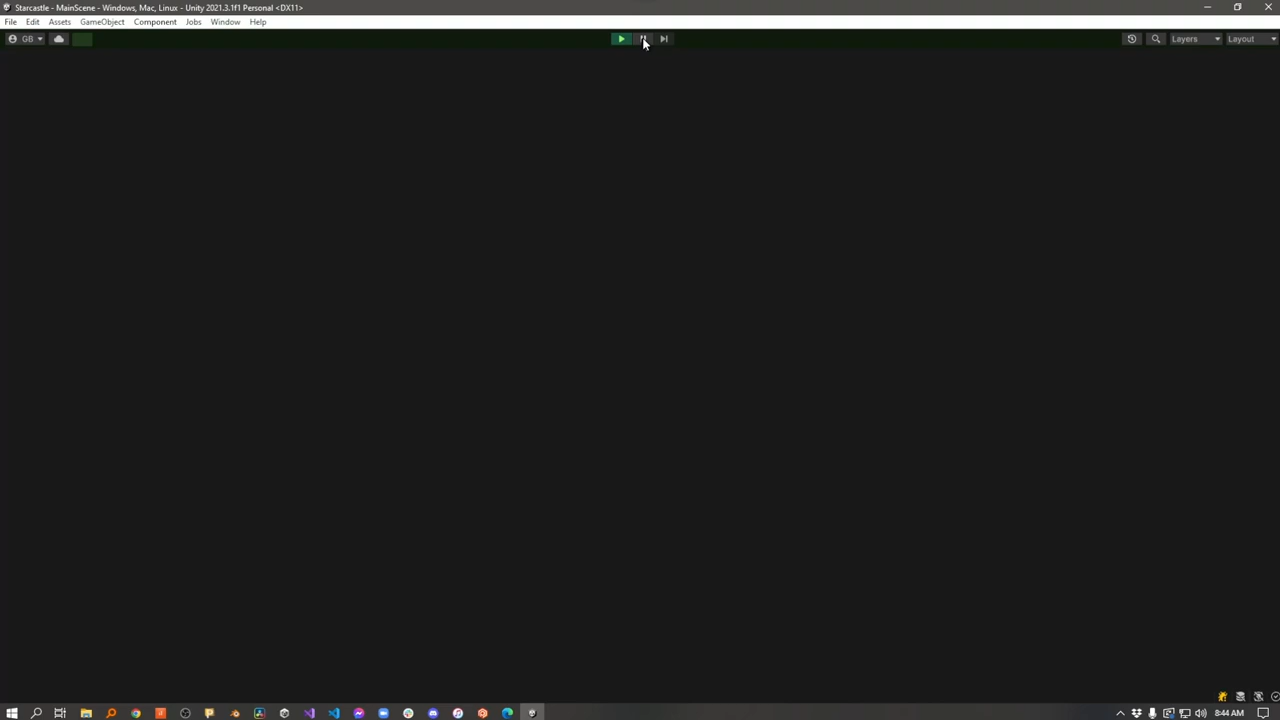 Starcastle - MainScene - Windows, Mac, Linux - Unity 2021.3.1f1 Personal <DX11>
File Edit Assets GameObject Component Jobs Window Help
GB Layers Layout
8:44 AM